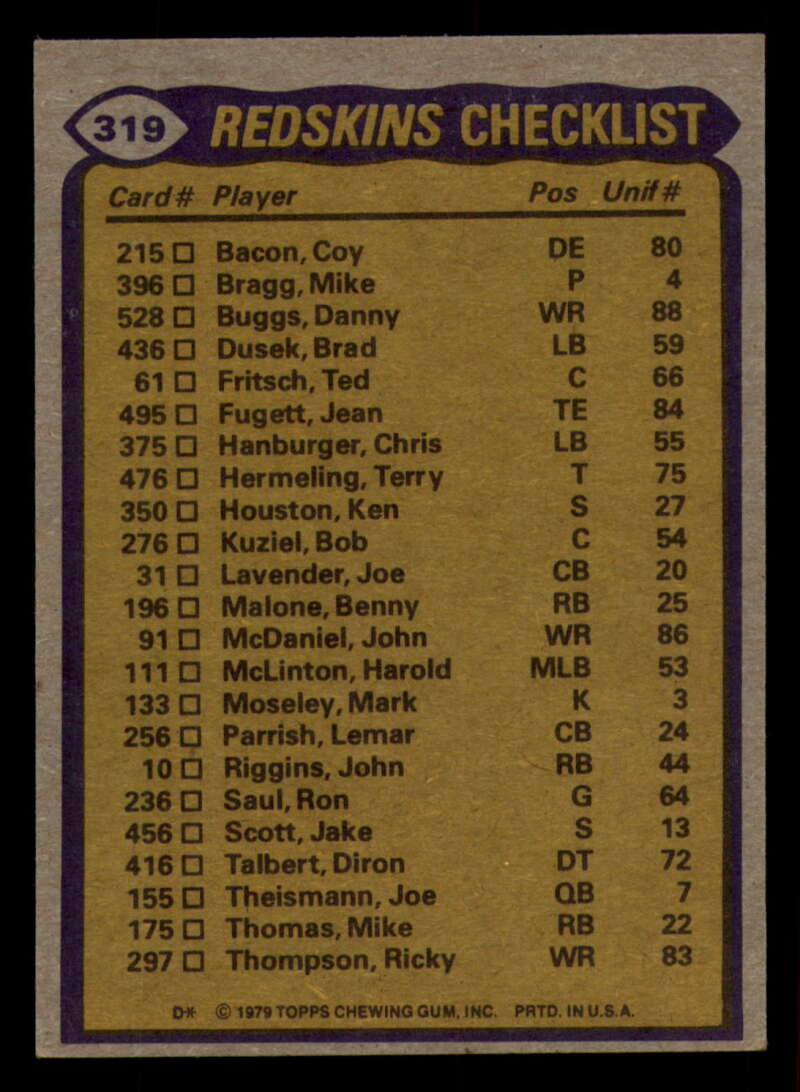 319 REDSKINS CHECKLIST
Card# Player Pos Unif#
215 □ Bacon, Coy DE 80
396 □ Bragg, Mike P 4
528 □ Buggs, Danny WR 88
436 □ Dusek, Brad LB 59
61 □ Fritsch, Ted C 66
495 □ Fugett, Jean TE 84
375 □ Hanburger, Chris LB 55
476 □ Hermeling, Terry T 75
350 □ Houston, Ken S 27
276 □ Kuziel, Bob C 54
31 □ Lavender, Joe CB 20
196 □ Malone, Benny RB 25
91 □ McDaniel, John WR 86
111 □ McLinton, Harold MLB 53
133 □ Moseley, Mark K 3
256 □ Parrish, Lemar CB 24
10 □ Riggins, John RB 44
236 □ Saul, Ron G 64
456 □ Scott, Jake S 13
416 □ Talbert, Diron DT 72
155 □ Theismann, Joe QB 7
175 □ Thomas, Mike RB 22
297 □ Thompson, Ricky WR 83
D* © 1979 TOPPS CHEWING GUM, INC. PRTD. IN U.S.A.